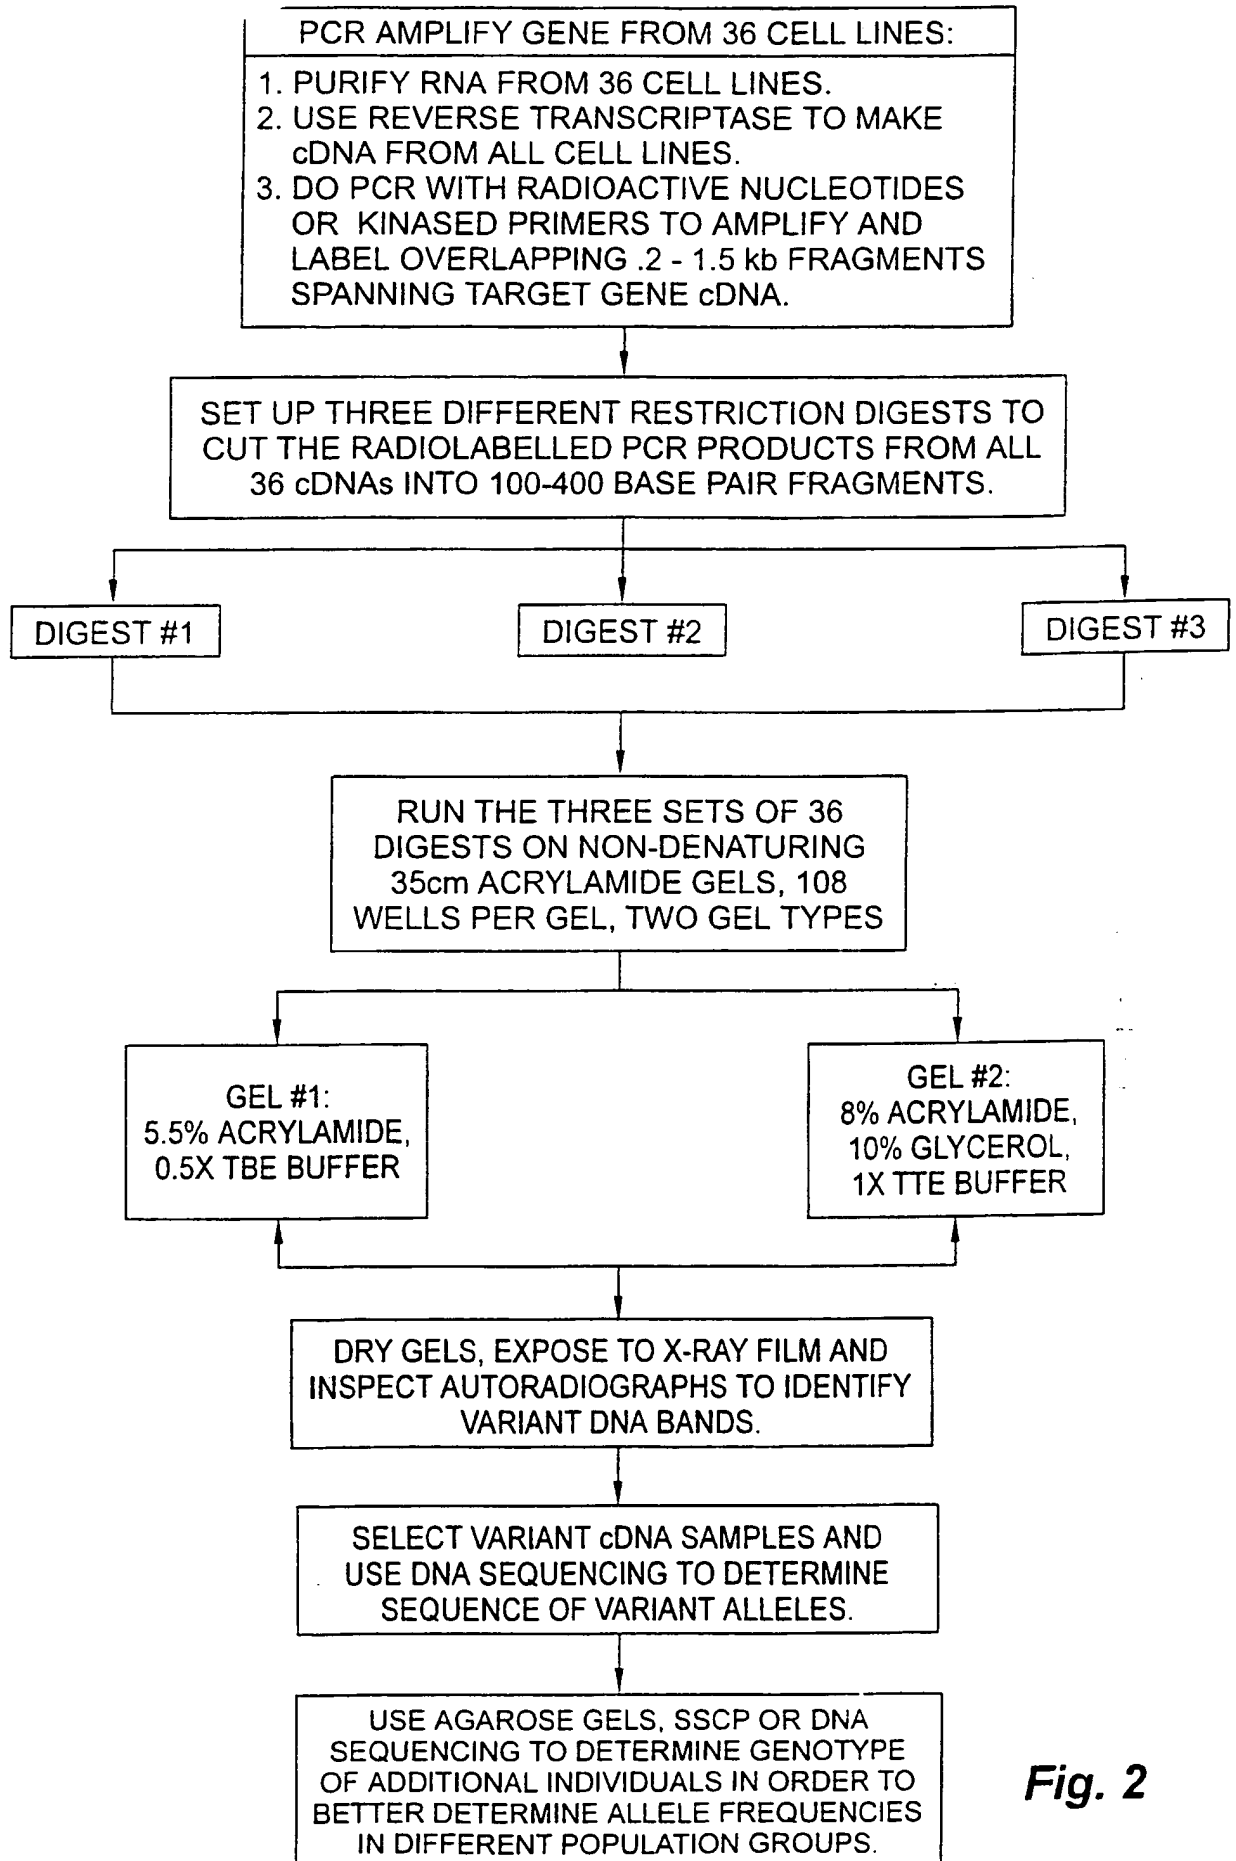 PCR AMPLIFY GENE FROM 36 CELL LINES:
1. PURIFY RNA FROM 36 CELL LINES.
2. USE REVERSE TRANSCRIPTASE TO MAKE
cDNA FROM ALL CELL LINES.
3. DO PCR WITH RADIOACTIVE NUCLEOTIDES
OR KINASED PRIMERS TO AMPLIFY AND
LABEL OVERLAPPING .2 - 1.5 kb FRAGMENTS
SPANNING TARGET GENE cDNA.
SET UP THREE DIFFERENT RESTRICTION DIGESTS TO
CUT THE RADIOLABELLED PCR PRODUCTS FROM ALL
36 cDNAs INTO 100-400 BASE PAIR FRAGMENTS.
DIGEST #1
DIGEST #2
DIGEST #3
RUN THE THREE SETS OF 36
DIGESTS ON NON-DENATURING
35cm ACRYLAMIDE GELS, 108
WELLS PER GEL, TWO GEL TYPES
GEL #1:
5.5% ACRYLAMIDE,
0.5X TBE BUFFER
GEL #2:
8% ACRYLAMIDE,
10% GLYCEROL,
1X TTE BUFFER
DRY GELS, EXPOSE TO X-RAY FILM AND
INSPECT AUTORADIOGRAPHS TO IDENTIFY
VARIANT DNA BANDS.
SELECT VARIANT cDNA SAMPLES AND
USE DNA SEQUENCING TO DETERMINE
SEQUENCE OF VARIANT ALLELES.
USE AGAROSE GELS, SSCP OR DNA
SEQUENCING TO DETERMINE GENOTYPE
OF ADDITIONAL INDIVIDUALS IN ORDER TO
BETTER DETERMINE ALLELE FREQUENCIES
IN DIFFERENT POPULATION GROUPS.
Fig. 2